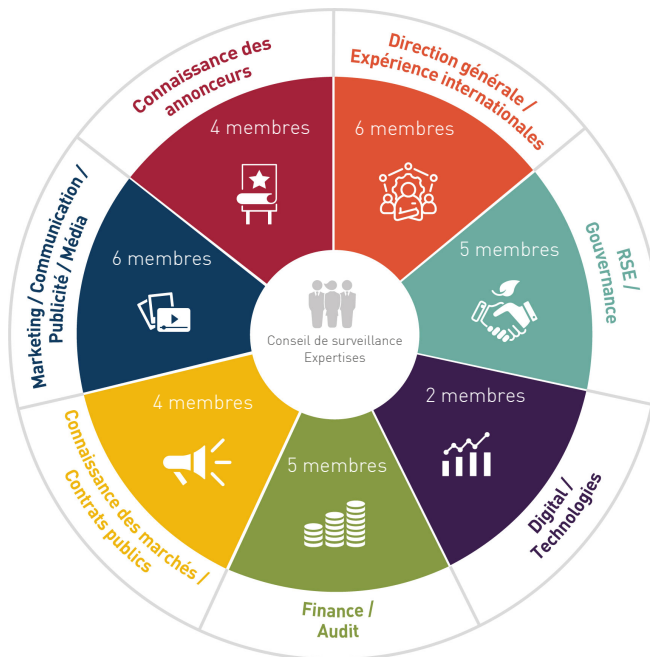 Connaissance des
annonceurs
4 membres
Direction générale /
Expérience internationales
6 membres
RSE /
Gouvernance
5 membres
Digital /
Technologies
2 membres
Finance /
Audit
5 membres
Connaissance des marchés /
Contrats publics
4 membres
Marketing / Communication /
Publicité / Média
6 membres
Conseil de surveillance
Expertises